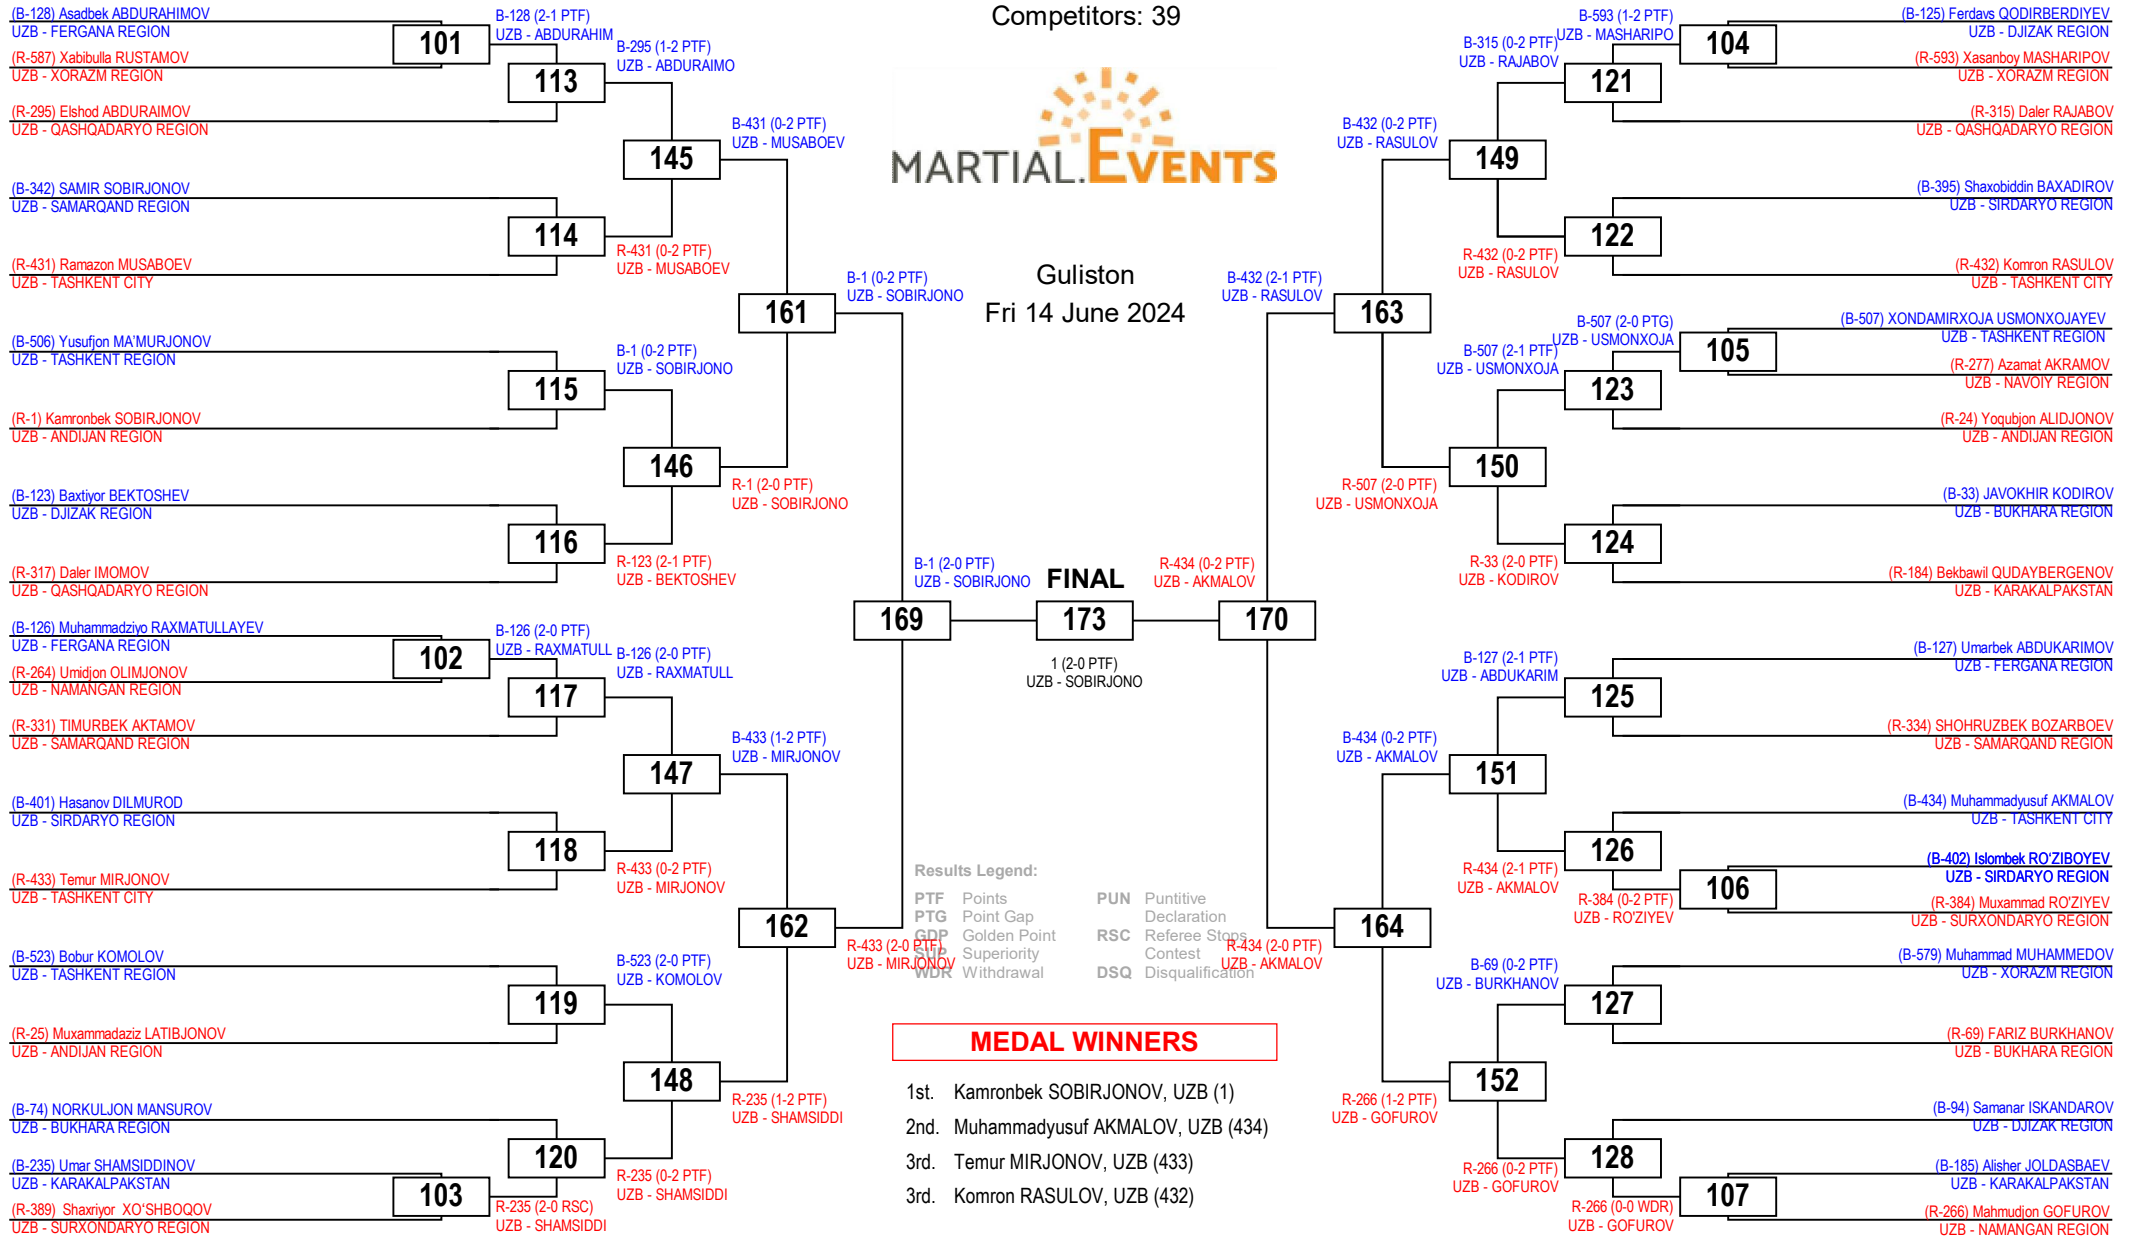 Competitors: 39
MARTIAL.EVENTS
Guliston
Fri 14 June 2024
(B-128) Asadbek ABDURAHIMOV
UZB - FERGANA REGION
(R-587) Xabibulla RUSTAMOV
UZB - XORAZM REGION
(R-295) Elshod ABDURAIMOV
UZB - QASHQADARYO REGION
(B-342) SAMIR SOBIRJONOV
UZB - SAMARQAND REGION
(R-431) Ramazon MUSABOEV
UZB - TASHKENT CITY
(B-506) Yusufjon MA'MURJONOV
UZB - TASHKENT REGION
(R-1) Kamronbek SOBIRJONOV
UZB - ANDIJAN REGION
(B-123) Baxtiyor BEKTOSHEV
UZB - DJIZAK REGION
(R-317) Daler IMOMOV
UZB - QASHQADARYO REGION
(B-126) Muhammadziyo RAXMATULLAYEV
UZB - FERGANA REGION
(R-264) Umidjon OLIMJONOV
UZB - NAMANGAN REGION
(R-331) TIMURBEK AKTAMOV
UZB - SAMARQAND REGION
(B-401) Hasanov DILMUROD
UZB - SIRDARYO REGION
(R-433) Temur MIRJONOV
UZB - TASHKENT CITY
(B-523) Bobur KOMOLOV
UZB - TASHKENT REGION
(R-25) Muxammadaziz LATIBJONOV
UZB - ANDIJAN REGION
(B-74) NORKULJON MANSUROV
UZB - BUKHARA REGION
(B-235) Umar SHAMSIDDINOV
UZB - KARAKALPAKSTAN
(R-389) Shaxriyor XO'SHBOQOV
UZB - SURXONDARYO REGION
101
102
103
B-128 (2-1 PTF)
UZB - ABDURAHIM
B-126 (2-0 PTF)
UZB - RAXMATULL
R-235 (2-0 RSC)
UZB - SHAMSIDDI
113
114
115
116
117
118
119
120
B-295 (1-2 PTF)
UZB - ABDURAIMO
R-431 (0-2 PTF)
UZB - MUSABOEV
B-1 (0-2 PTF)
UZB - SOBIRJONO
R-123 (2-1 PTF)
UZB - BEKTOSHEV
B-126 (2-0 PTF)
UZB - RAXMATULL
R-433 (0-2 PTF)
UZB - MIRJONOV
B-523 (2-0 PTF)
UZB - KOMOLOV
R-235 (0-2 PTF)
UZB - SHAMSIDDI
145
146
147
148
B-431 (0-2 PTF)
UZB - MUSABOEV
R-1 (2-0 PTF)
UZB - SOBIRJONO
B-433 (1-2 PTF)
UZB - MIRJONOV
R-235 (1-2 PTF)
UZB - SHAMSIDDI
161
162
B-1 (0-2 PTF)
UZB - SOBIRJONO
R-433 (2-0 PTF)
UZB - MIRJONOV
169
B-1 (2-0 PTF)
UZB - SOBIRJONO
FINAL
173
1 (2-0 PTF)
UZB - SOBIRJONO
R-434 (0-2 PTF)
UZB - AKMALOV
170
B-432 (2-1 PTF)
UZB - RASULOV
R-434 (2-0 PTF)
UZB - AKMALOV
163
164
B-432 (0-2 PTF)
UZB - RASULOV
R-507 (2-0 PTF)
UZB - USMONXOJA
B-434 (0-2 PTF)
UZB - AKMALOV
R-266 (1-2 PTF)
UZB - GOFUROV
149
150
151
152
B-315 (0-2 PTF)
UZB - RAJABOV
R-432 (0-2 PTF)
UZB - RASULOV
B-507 (2-1 PTF)
UZB - USMONXOJA
R-33 (2-0 PTF)
UZB - KODIROV
B-127 (2-1 PTF)
UZB - ABDUKARIM
R-434 (2-1 PTF)
UZB - AKMALOV
B-69 (0-2 PTF)
UZB - BURKHANOV
R-266 (0-2 PTF)
UZB - GOFUROV
121
122
123
124
125
126
127
128
B-593 (1-2 PTF)
UZB - MASHARIPO
B-507 (2-0 PTG)
UZB - USMONXOJA
R-384 (0-2 PTF)
UZB - RO'ZIYEV
R-266 (0-0 WDR)
UZB - GOFUROV
104
105
106
107
(B-125) Ferdavs QODIRBERDIYEV
UZB - DJIZAK REGION
(R-593) Xasanboy MASHARIPOV
UZB - XORAZM REGION
(R-315) Daler RAJABOV
UZB - QASHQADARYO REGION
(B-395) Shaxobiddin BAXADIROV
UZB - SIRDARYO REGION
(R-432) Komron RASULOV
UZB - TASHKENT CITY
(B-507) XONDAMIRXOJA USMONXOJAYEV
UZB - TASHKENT REGION
(R-277) Azamat AKRAMOV
UZB - NAVOIY REGION
(R-24) Yoqubjon ALIDJONOV
UZB - ANDIJAN REGION
(B-33) JAVOKHIR KODIROV
UZB - BUKHARA REGION
(R-184) Bekbawil QUDAYBERGENOV
UZB - KARAKALPAKSTAN
(B-127) Umarbek ABDUKARIMOV
UZB - FERGANA REGION
(R-334) SHOHRUZBEK BOZARBOEV
UZB - SAMARQAND REGION
(B-434) Muhammadyusuf AKMALOV
UZB - TASHKENT CITY
(B-402) Islombek RO'ZIBOYEV
UZB - SIRDARYO REGION
(R-384) Muxammad RO'ZIYEV
UZB - SURXONDARYO REGION
(B-579) Muhammad MUHAMMEDOV
UZB - XORAZM REGION
(R-69) FARIZ BURKHANOV
UZB - BUKHARA REGION
(B-94) Samanar ISKANDAROV
UZB - DJIZAK REGION
(B-185) Alisher JOLDASBAEV
UZB - KARAKALPAKSTAN
(R-266) Mahmudjon GOFUROV
UZB - NAMANGAN REGION
Results Legend:
PTF Points
PTG Point Gap
GDP Golden Point
SUP Superiority
WDR Withdrawal
PUN Puntitive
Declaration
RSC Referee Stops
Contest
DSQ Disqualification
MEDAL WINNERS
1st. Kamronbek SOBIRJONOV, UZB (1)
2nd. Muhammadyusuf AKMALOV, UZB (434)
3rd. Temur MIRJONOV, UZB (433)
3rd. Komron RASULOV, UZB (432)